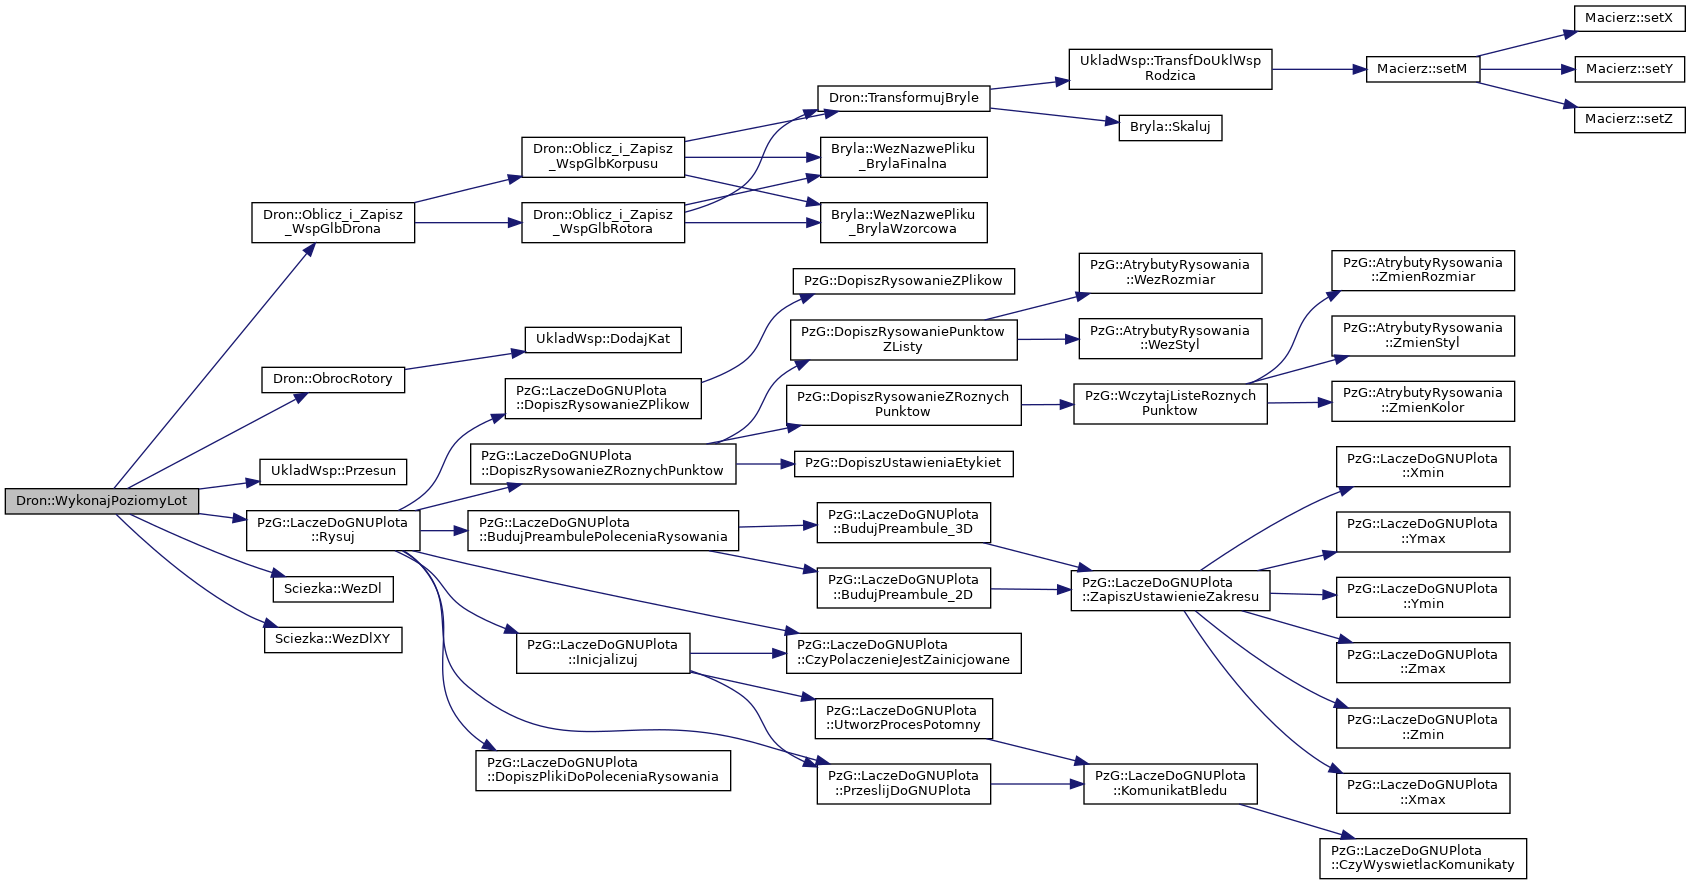 Dron::WykonajPoziomyLot
Dron::Oblicz_i_Zapisz
_WspGlbDrona
Dron::ObrocRotory
UkladWsp::Przesun
PzG::LaczeDoGNUPlota
::Rysuj
Sciezka::WezDl
Sciezka::WezDlXY
Dron::Oblicz_i_Zapisz
_WspGlbKorpusu
Dron::Oblicz_i_Zapisz
_WspGlbRotora
UkladWsp::DodajKat
PzG::LaczeDoGNUPlota
::DopiszRysowanieZPlikow
PzG::LaczeDoGNUPlota
::DopiszRysowanieZRoznychPunktow
PzG::LaczeDoGNUPlota
::BudujPreambulePoleceniaRysowania
PzG::LaczeDoGNUPlota
::Inicjalizuj
PzG::LaczeDoGNUPlota
::DopiszPlikiDoPoleceniaRysowania
Dron::TransformujBryle
Bryla::WezNazwePliku
_BrylaFinalna
Bryla::WezNazwePliku
_BrylaWzorcowa
PzG::DopiszRysowanieZPlikow
PzG::DopiszRysowaniePunktow
ZListy
PzG::DopiszRysowanieZRoznych
Punktow
PzG::DopiszUstawieniaEtykiet
PzG::LaczeDoGNUPlota
::BudujPreambule_3D
PzG::LaczeDoGNUPlota
::BudujPreambule_2D
PzG::LaczeDoGNUPlota
::CzyPolaczenieJestZainicjowane
PzG::LaczeDoGNUPlota
::UtworzProcesPotomny
PzG::LaczeDoGNUPlota
::PrzeslijDoGNUPlota
UkladWsp::TransfDoUklWsp
Rodzica
Bryla::Skaluj
PzG::AtrybutyRysowania
::WezRozmiar
PzG::AtrybutyRysowania
::WezStyl
PzG::WczytajListeRoznych
Punktow
PzG::LaczeDoGNUPlota
::ZapiszUstawienieZakresu
PzG::LaczeDoGNUPlota
::KomunikatBledu
Macierz::setM
PzG::AtrybutyRysowania
::ZmienRozmiar
PzG::AtrybutyRysowania
::ZmienStyl
PzG::AtrybutyRysowania
::ZmienKolor
PzG::LaczeDoGNUPlota
::Xmin
PzG::LaczeDoGNUPlota
::Ymax
PzG::LaczeDoGNUPlota
::Ymin
PzG::LaczeDoGNUPlota
::Zmax
PzG::LaczeDoGNUPlota
::Zmin
PzG::LaczeDoGNUPlota
::Xmax
PzG::LaczeDoGNUPlota
::CzyWyswietlacKomunikaty
Macierz::setX
Macierz::setY
Macierz::setZ